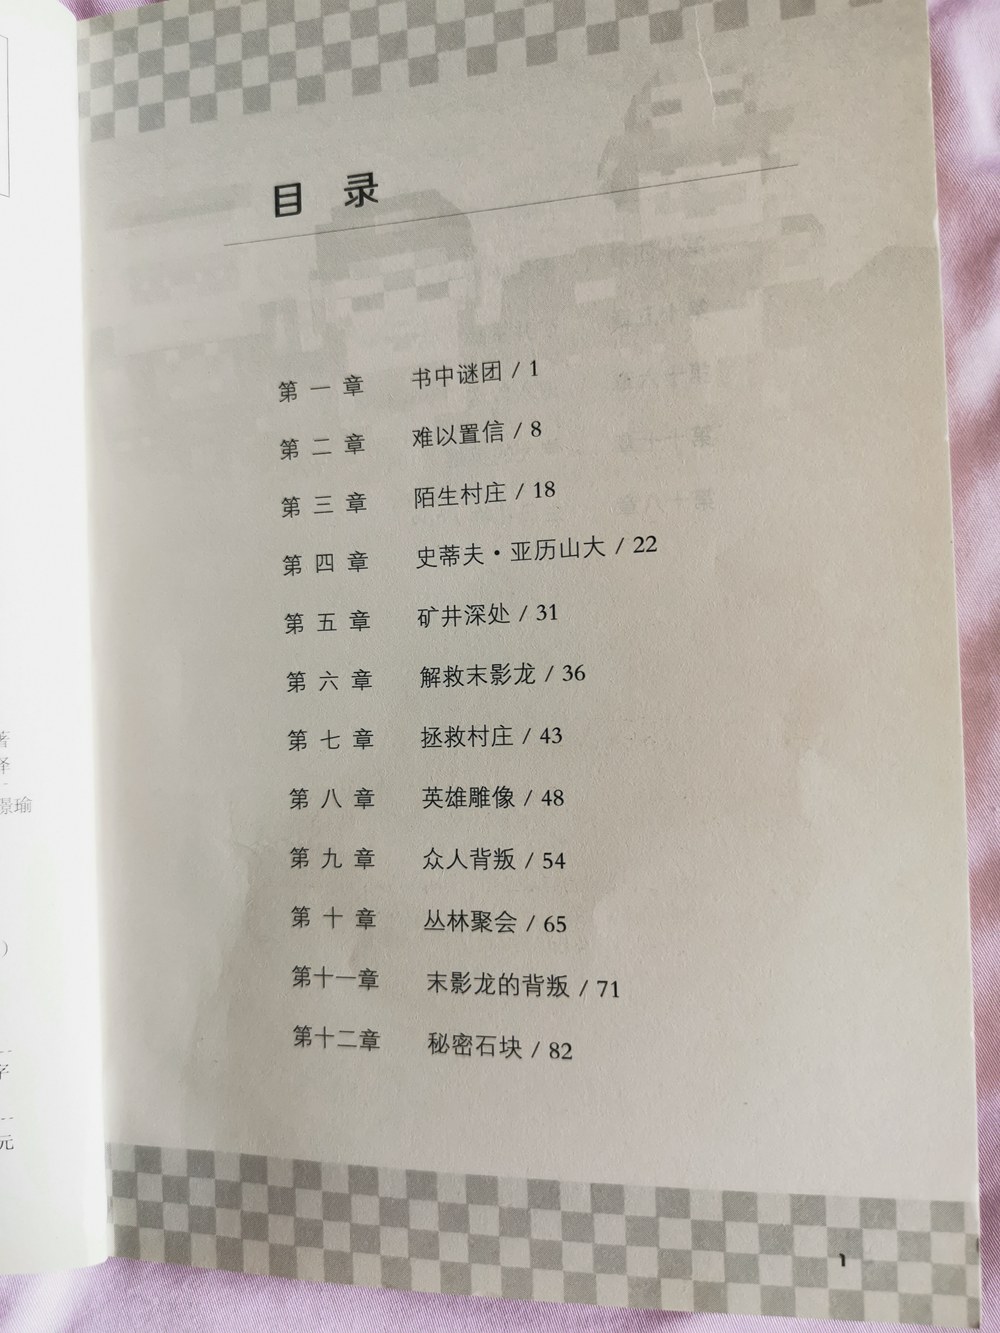 目 录
第 一 章 书中谜团 / 1
第 二 章 难以置信 / 8
第 三 章 陌生村庄 / 18
第 四 章 史蒂夫·亚历山大 / 22
第 五 章 矿井深处 / 31
第 六 章 解救末影龙 / 36
第 七 章 拯救村庄 / 43
第 八 章 英雄雕像 / 48
第 九 章 众人背叛 / 54
第 十 章 丛林聚会 / 65
第十一章 末影龙的背叛 / 71
第十二章 秘密石块 / 82
1
著
译
瑜
)
字
元